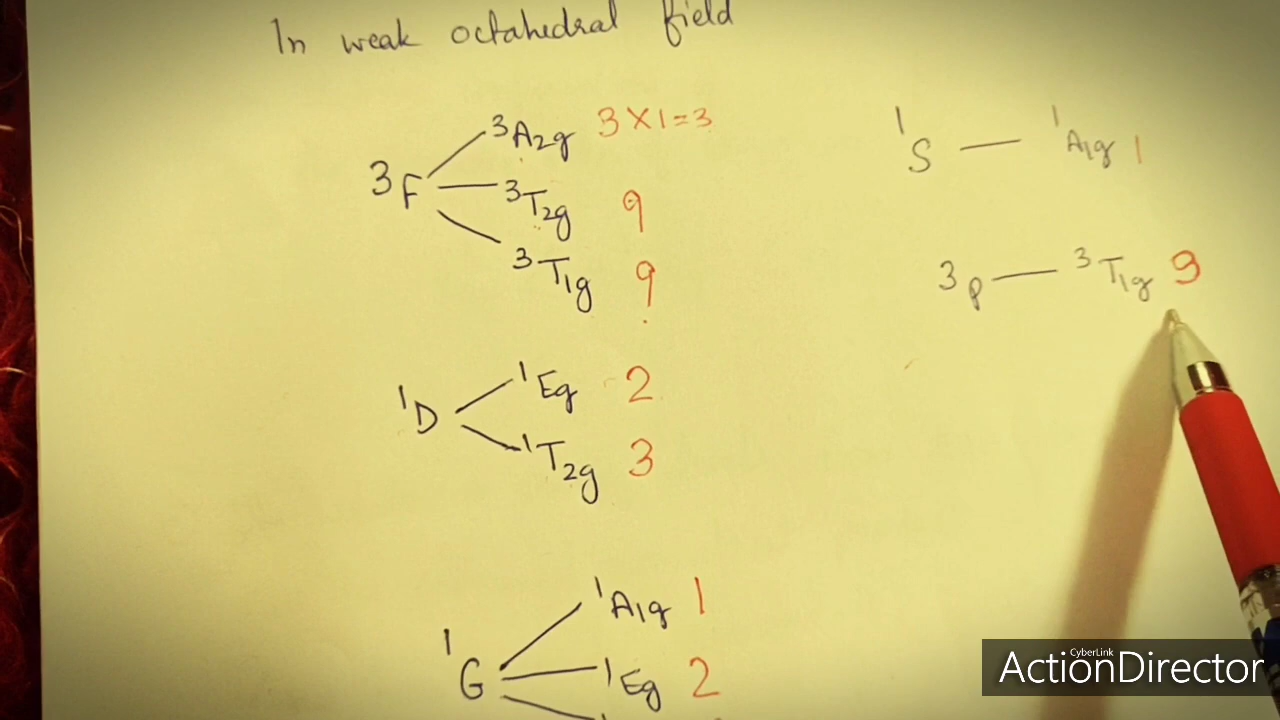 In weak octahedral field
³F
³A₂g 3 × 1 = 3
³T₂g 9
³T₁g 9
¹D
¹Eg 2
¹T₂g 3
¹G
¹A₁g 1
¹Eg 2
¹S — ¹A₁g 1
³P — ³T₁g 9
CyberLink
ActionDirector